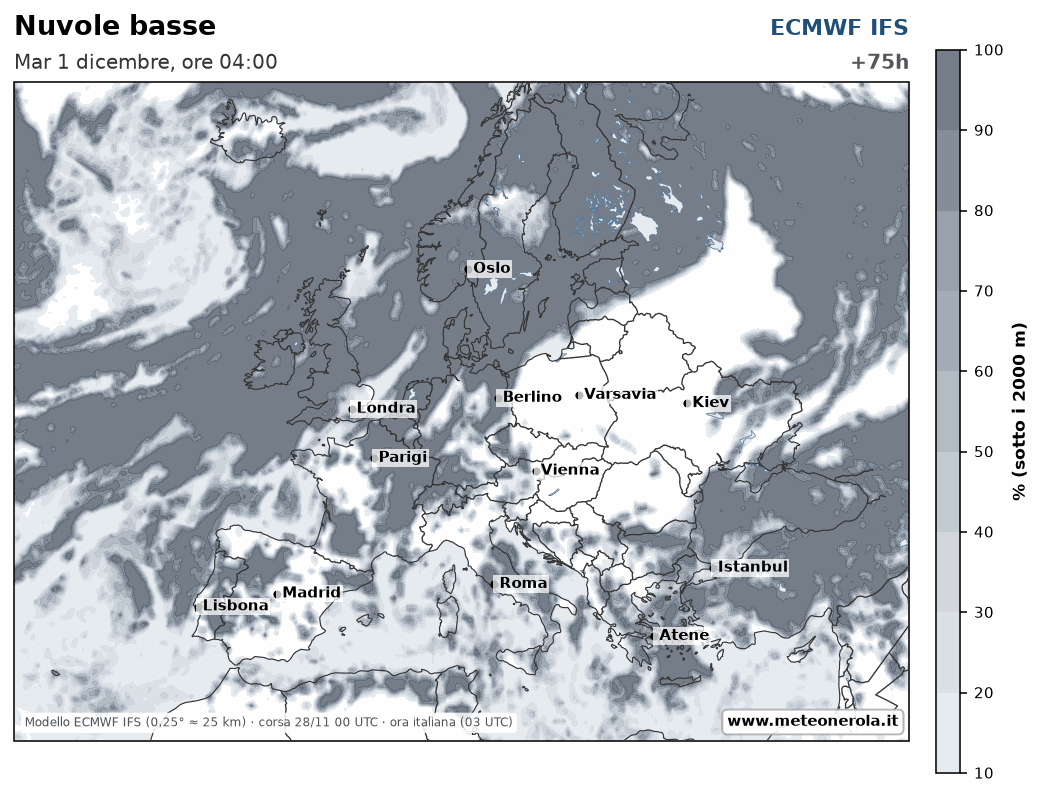 Nuvole basse
ECMWF IFS
Mar 1 dicembre, ore 04:00
+75h
Oslo
Berlino
Varsavia
Kiev
Londra
Parigi
Vienna
Istanbul
Roma
Madrid
Lisbona
Atene
Modello ECMWF IFS (0,25° ≈ 25 km) · corsa 28/11 00 UTC · ora italiana (03 UTC)
www.meteonerola.it
100
90
80
70
60
50
40
30
20
10
% (sotto i 2000 m)